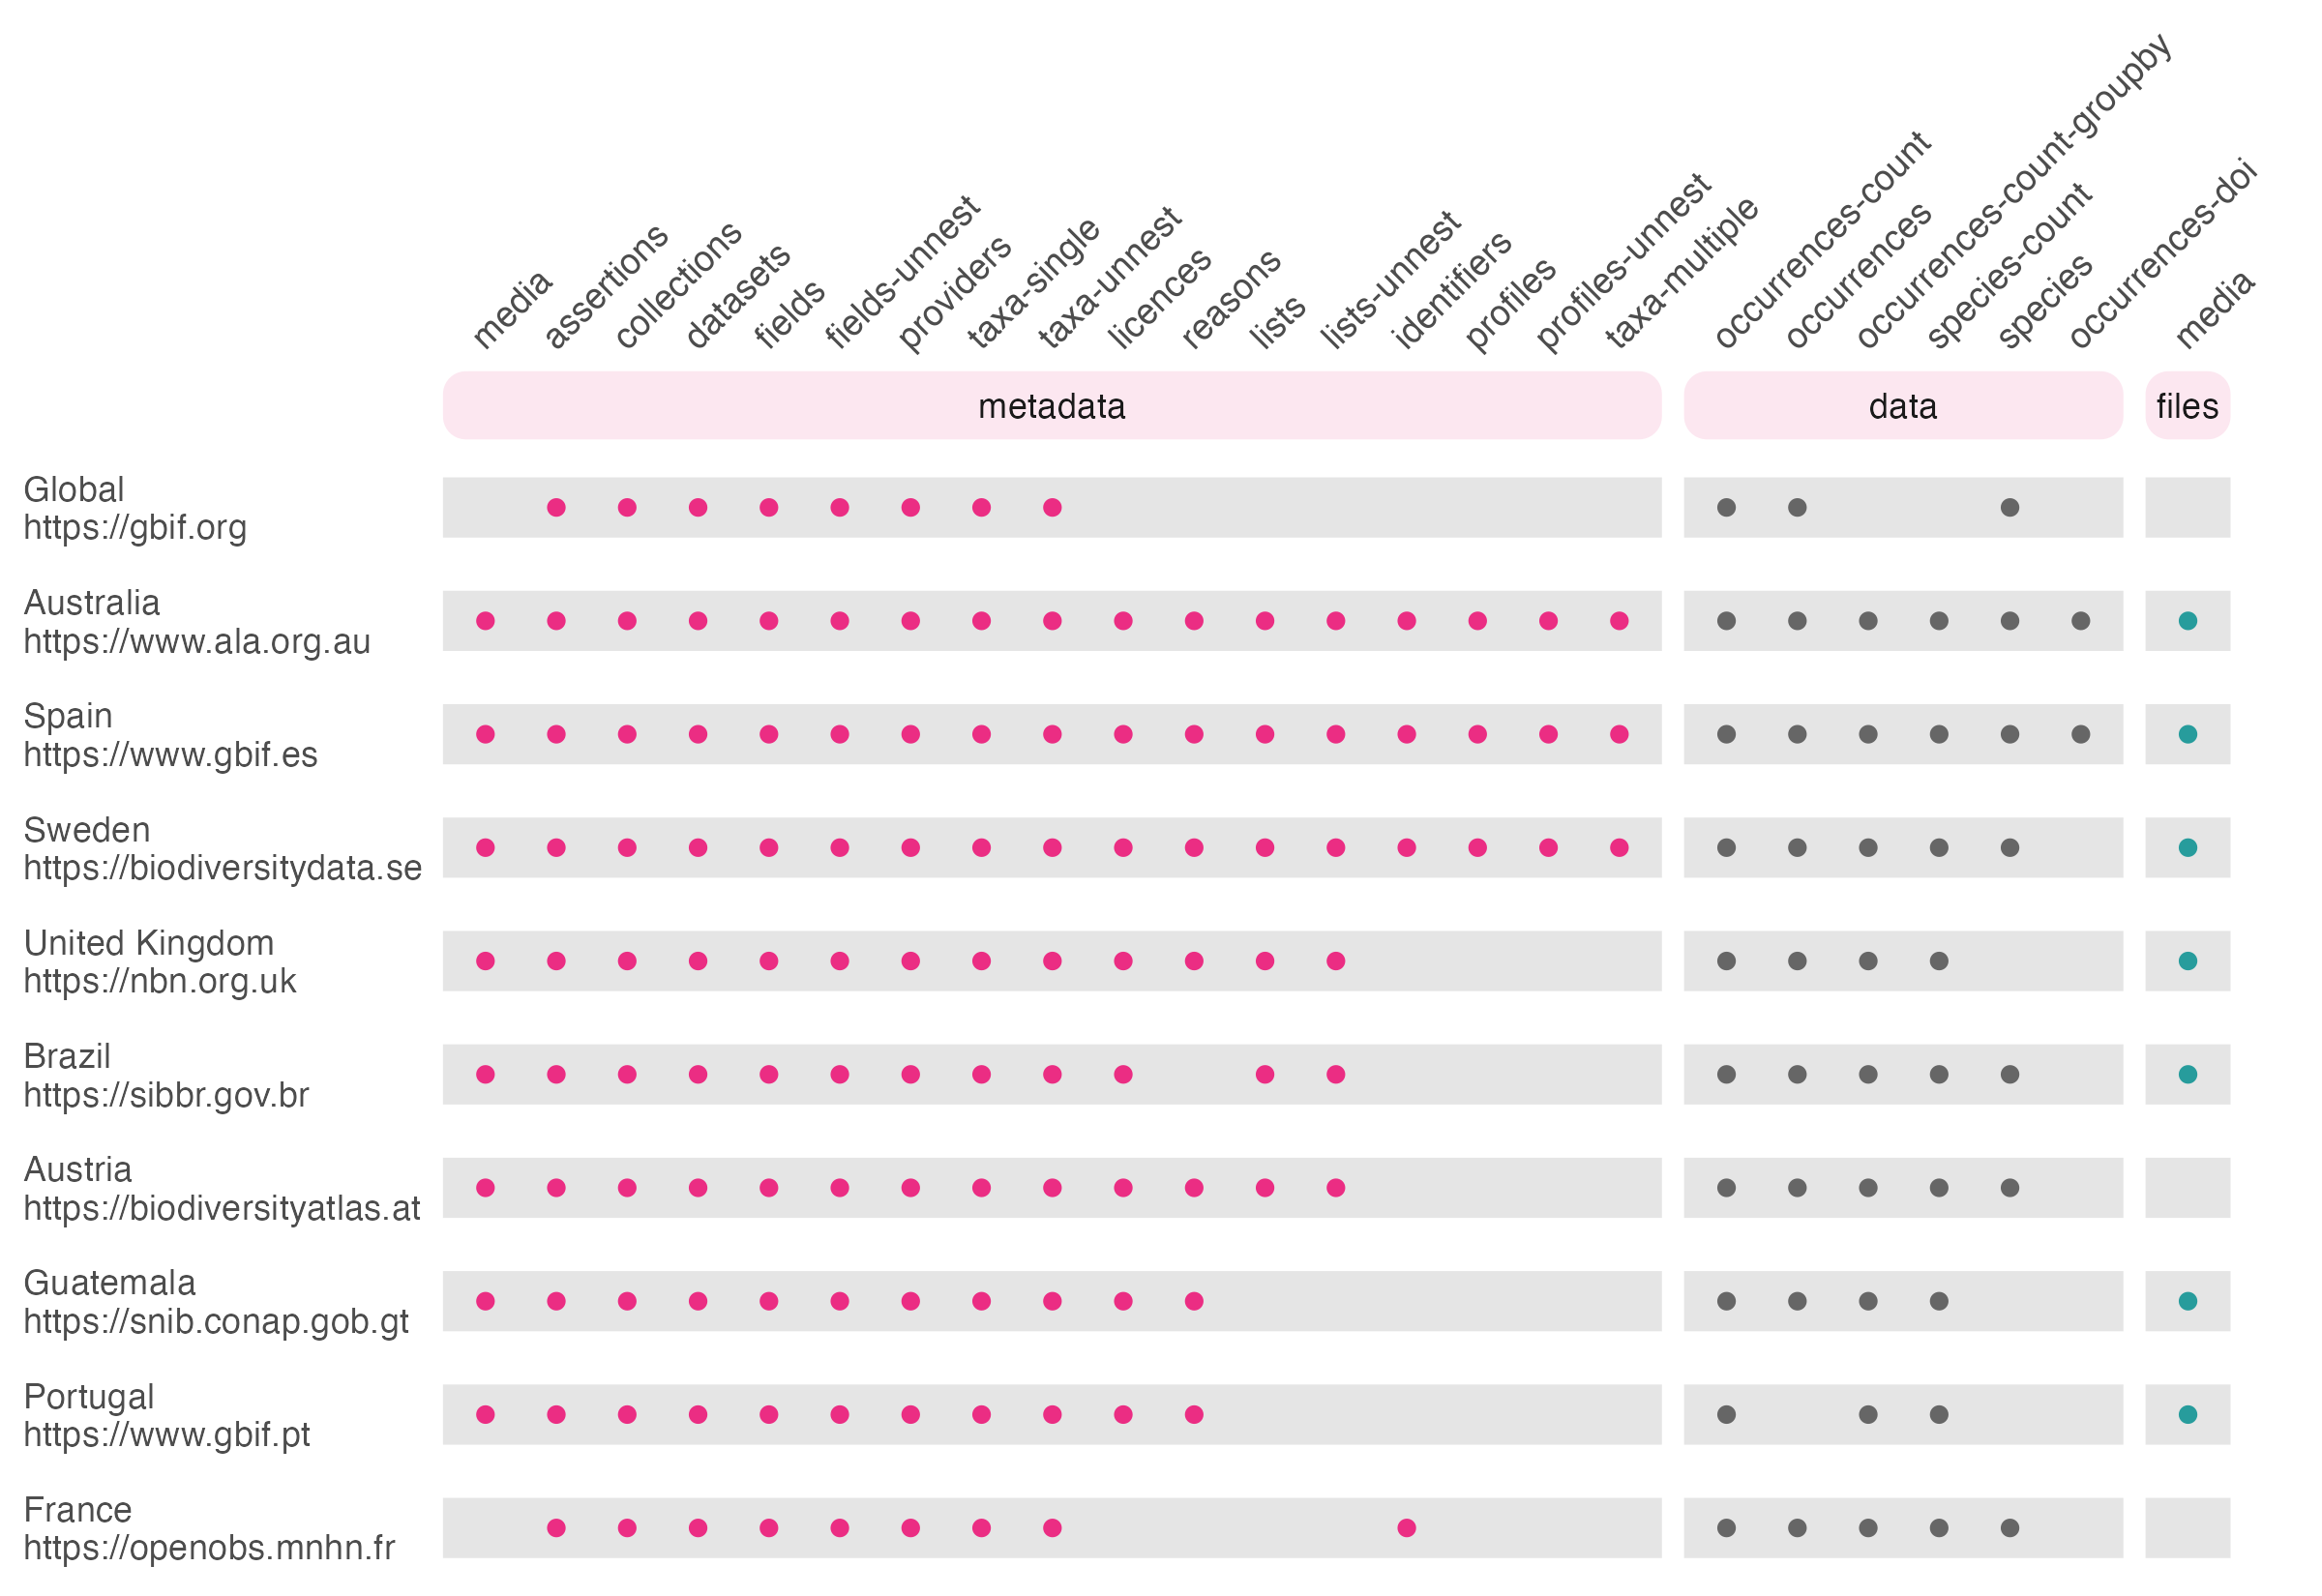 media
assertions
collections
datasets
fields
fields-unnest
providers
taxa-single
taxa-unnest
licences
reasons
lists
lists-unnest
identifiers
profiles
profiles-unnest
taxa-multiple
occurrences-count
occurrences
occurrences-count-groupby
species-count
species
occurrences-doi
media
metadata
data
files
Global
https://gbif.org
Australia
https://www.ala.org.au
Spain
https://www.gbif.es
Sweden
https://biodiversitydata.se
United Kingdom
https://nbn.org.uk
Brazil
https://sibbr.gov.br
Austria
https://biodiversityatlas.at
Guatemala
https://snib.conap.gob.gt
Portugal
https://www.gbif.pt
France
https://openobs.mnhn.fr